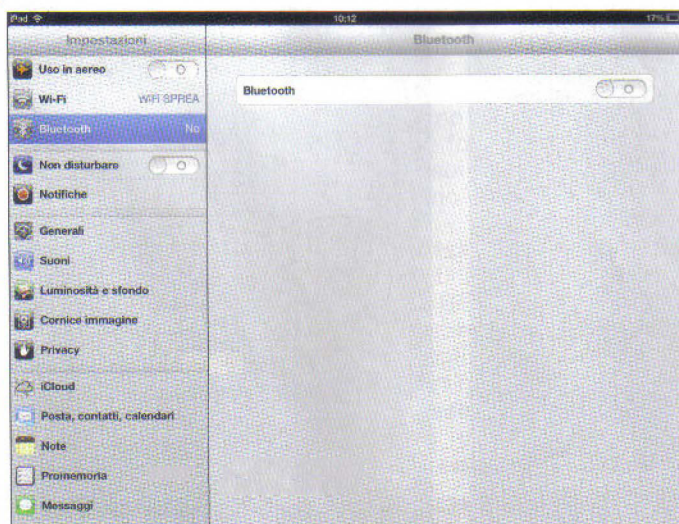 iPad 10:12 17%
Impostazioni
Bluetooth
Uso in aereo
Wi-Fi WiFi SPREA
Bluetooth No
Non disturbare
Notifiche
Generali
Suoni
Luminosità e sfondo
Cornice immagine
Privacy
iCloud
Posta, contatti, calendari
Note
Promemoria
Messaggi
Bluetooth